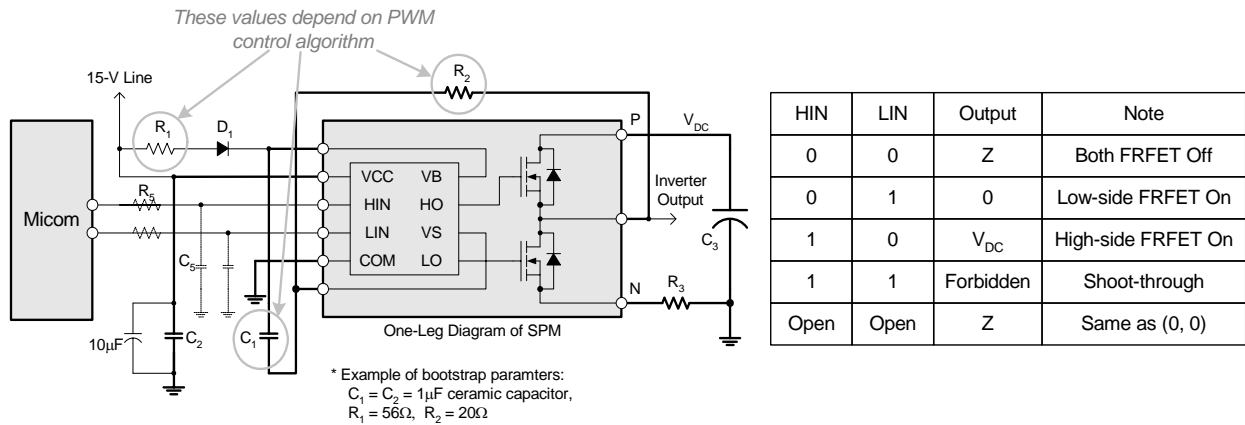 These values depend on PWM
control algorithm
15-V Line
R1
D1
R2
P
VDC
Micom
R5
VCC
VB
HIN
HO
LIN
VS
COM
LO
Inverter
Output
C5
C3
N
R3
10μF
C2
C1
One-Leg Diagram of SPM
* Example of bootstrap paramters:
C1 = C2 = 1μF ceramic capacitor,
R1 = 56Ω, R2 = 20Ω
HIN LIN Output Note
0 0 Z Both FRFET Off
0 1 0 Low-side FRFET On
1 0 VDC High-side FRFET On
1 1 Forbidden Shoot-through
Open Open Z Same as (0, 0)